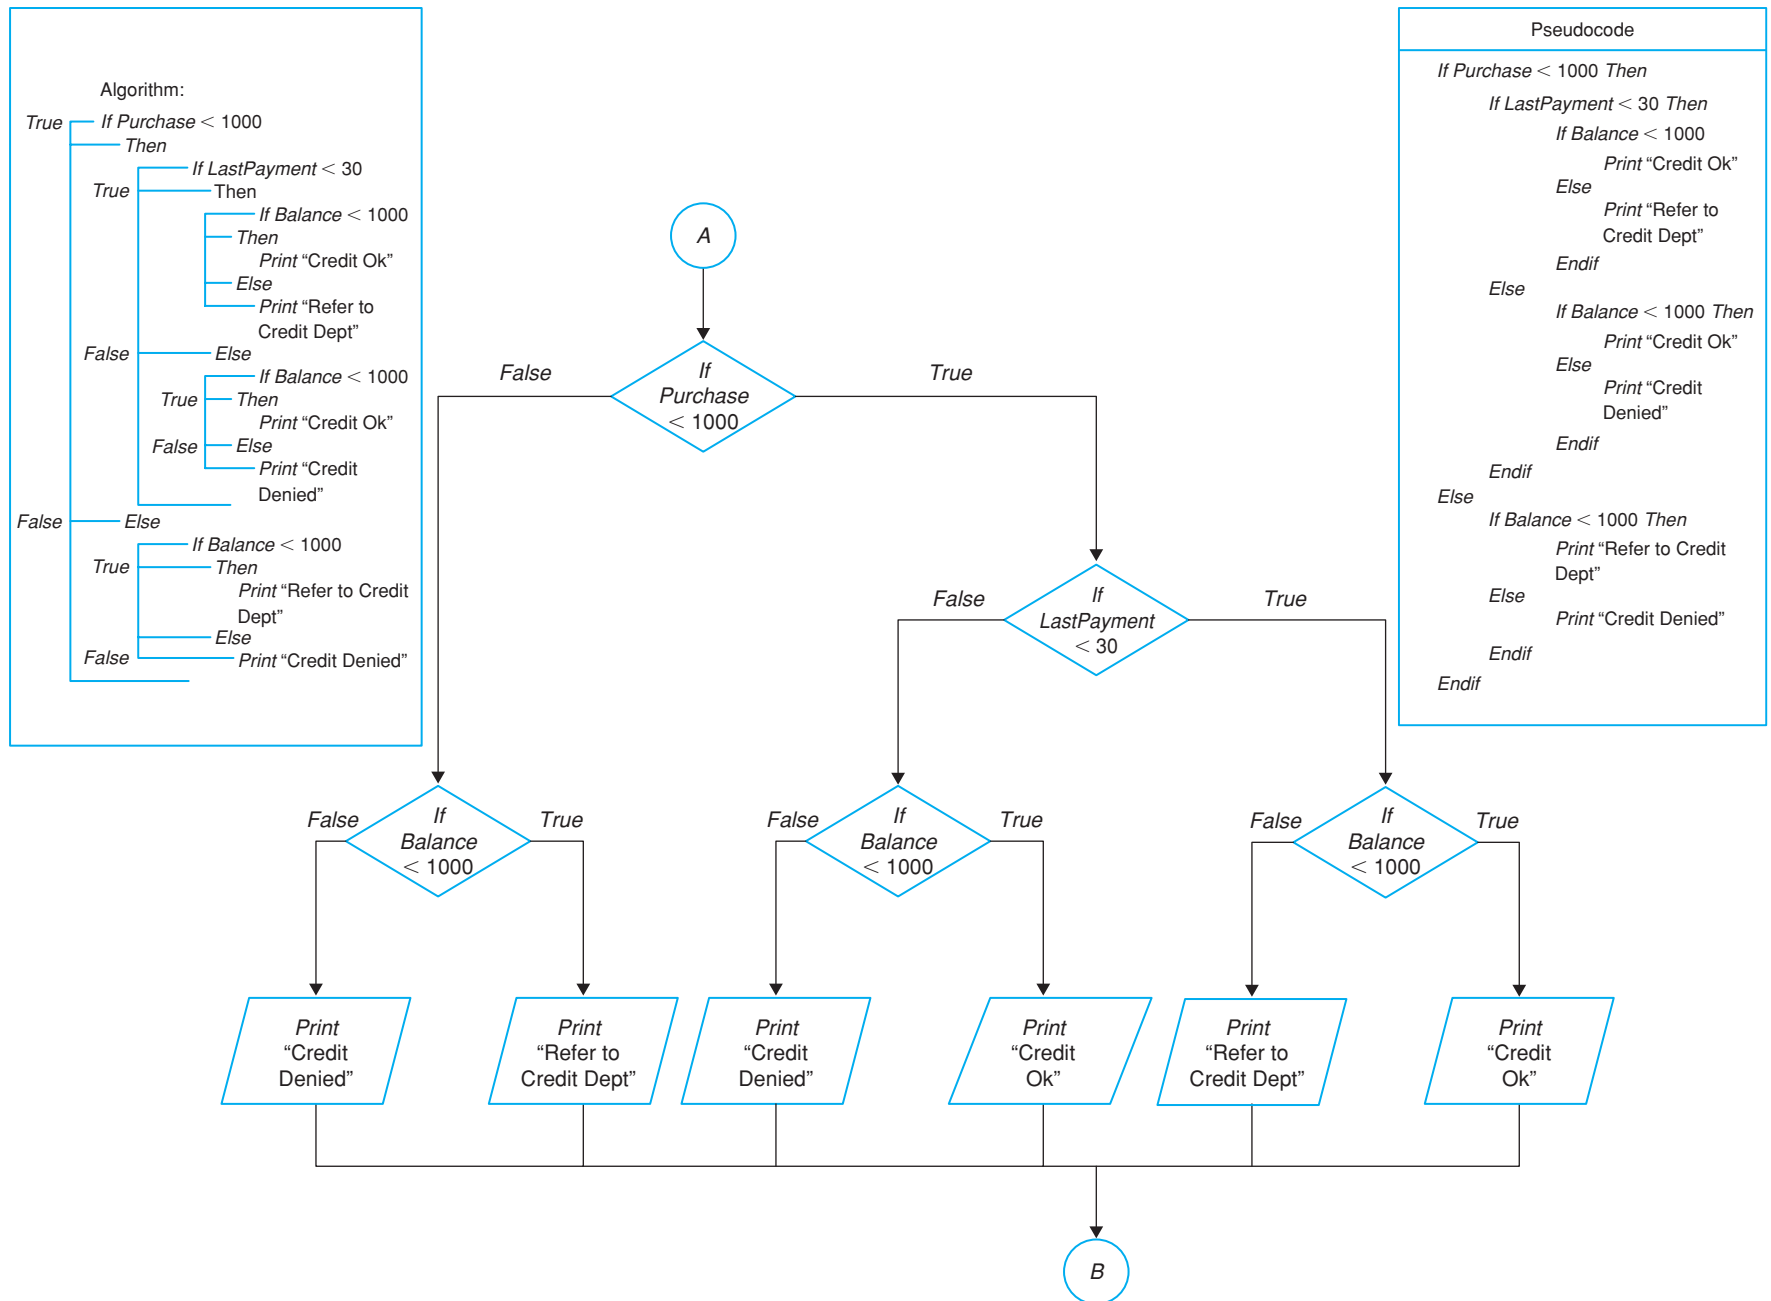 Algorithm:
True If Purchase < 1000
Then
If LastPayment < 30
True Then
If Balance < 1000
Then
Print “Credit Ok”
Else
Print “Refer to
Credit Dept”
False Else
If Balance < 1000
True Then
Print “Credit Ok”
False Else
Print “Credit
Denied”
False Else
If Balance < 1000
True Then
Print “Refer to Credit
Dept”
Else
False Print “Credit Denied”
Pseudocode
If Purchase < 1000 Then
If LastPayment < 30 Then
If Balance < 1000
Print “Credit Ok”
Else
Print “Refer to
Credit Dept”
Endif
Else
If Balance < 1000 Then
Print “Credit Ok”
Else
Print “Credit
Denied”
Endif
Endif
Else
If Balance < 1000 Then
Print “Refer to Credit
Dept”
Else
Print “Credit Denied”
Endif
Endif
A
False
If
Purchase
< 1000
True
False
If
LastPayment
< 30
True
False
If
Balance
< 1000
True
False
If
Balance
< 1000
True
False
If
Balance
< 1000
True
Print
“Credit
Denied”
Print
“Refer to
Credit Dept”
Print
“Credit
Denied”
Print
“Credit
Ok”
Print
“Refer to
Credit Dept”
Print
“Credit
Ok”
B